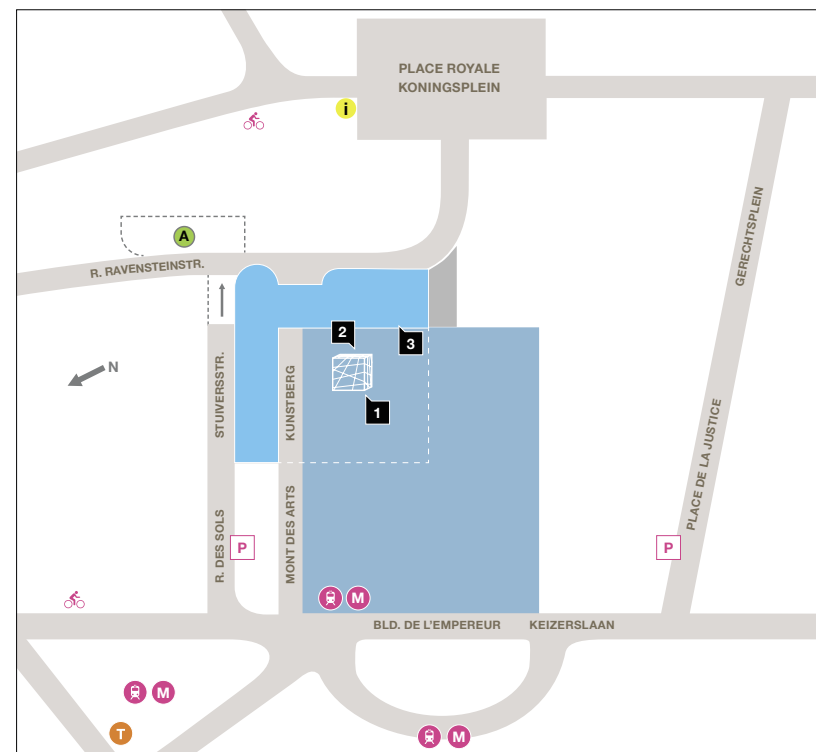 PLACE ROYALE
KONINGSPLEIN
i
A
R. RAVENSTEINSTR.
GERECHTSPLEIN
PLACE DE LA JUSTICE
2
3
1
N
STUIVERSSTR.
R. DES SOLS
KUNSTBERG
MONT DES ARTS
P
P
M
BLD. DE L'EMPEREUR KEIZERSLAAN
M
T
M